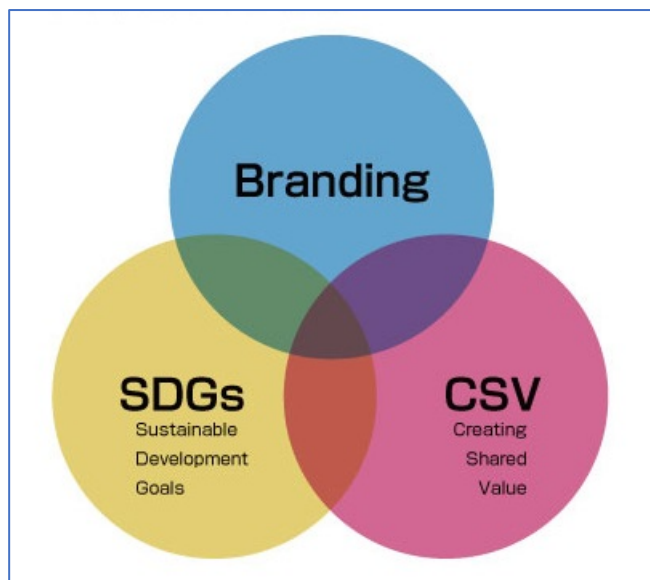 Branding
SDGs
Sustainable
Development
Goals
CSV
Creating
Shared
Value